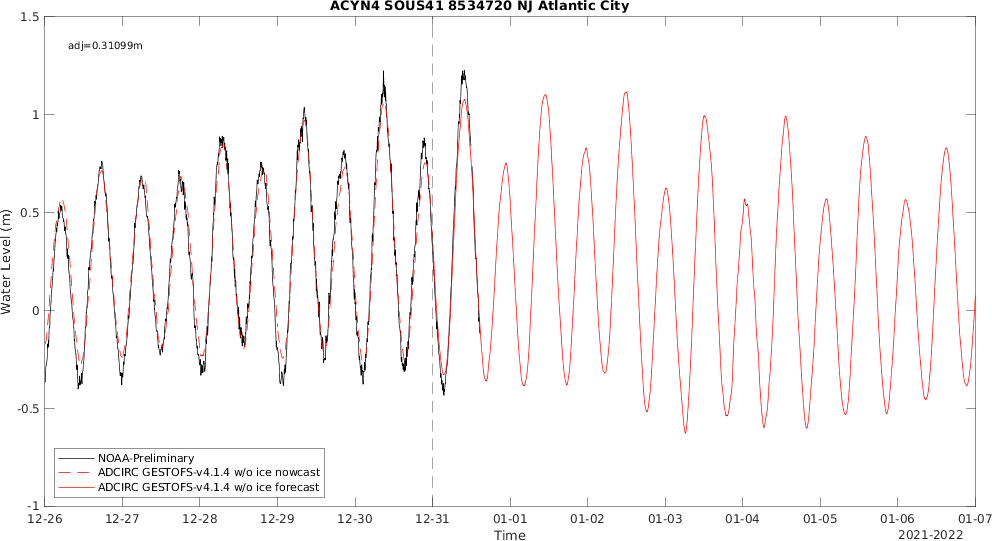 ACYN4 SOUS41 8534720 NJ Atlantic City
adj=0.31099m
1.5
1
0.5
0
-0.5
-1
Water Level (m)
NOAA-Preliminary
ADCIRC GESTOFS-v4.1.4 w/o ice nowcast
ADCIRC GESTOFS-v4.1.4 w/o ice forecast
12-26 12-27 12-28 12-29 12-30 12-31 01-01 01-02 01-03 01-04 01-05 01-06 01-07
Time
2021-2022